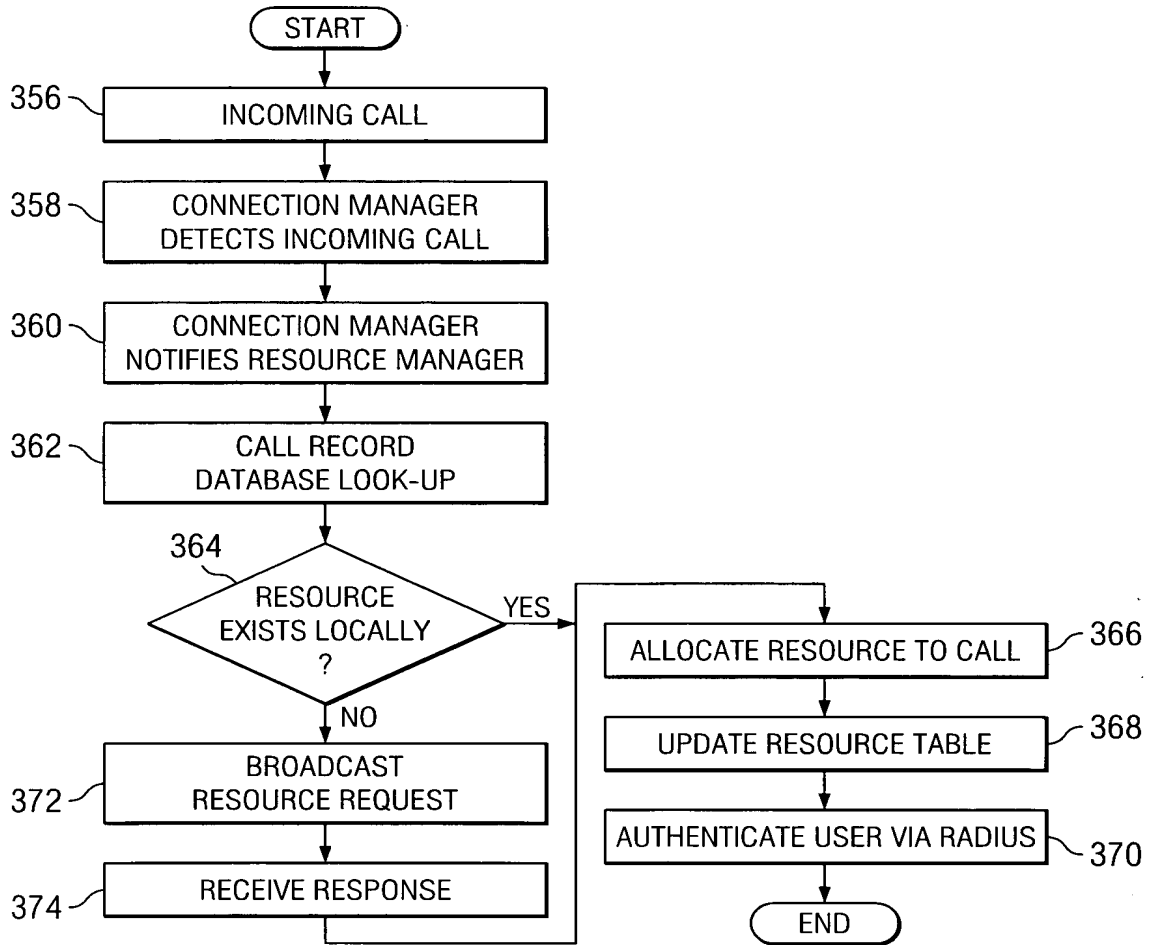 START
356
INCOMING CALL
358
CONNECTION MANAGER
DETECTS INCOMING CALL
360
CONNECTION MANAGER
NOTIFIES RESOURCE MANAGER
362
CALL RECORD
DATABASE LOOK-UP
364
RESOURCE
EXISTS LOCALLY
?
YES
NO
372
BROADCAST
RESOURCE REQUEST
374
RECEIVE RESPONSE
ALLOCATE RESOURCE TO CALL
366
UPDATE RESOURCE TABLE
368
AUTHENTICATE USER VIA RADIUS
370
END